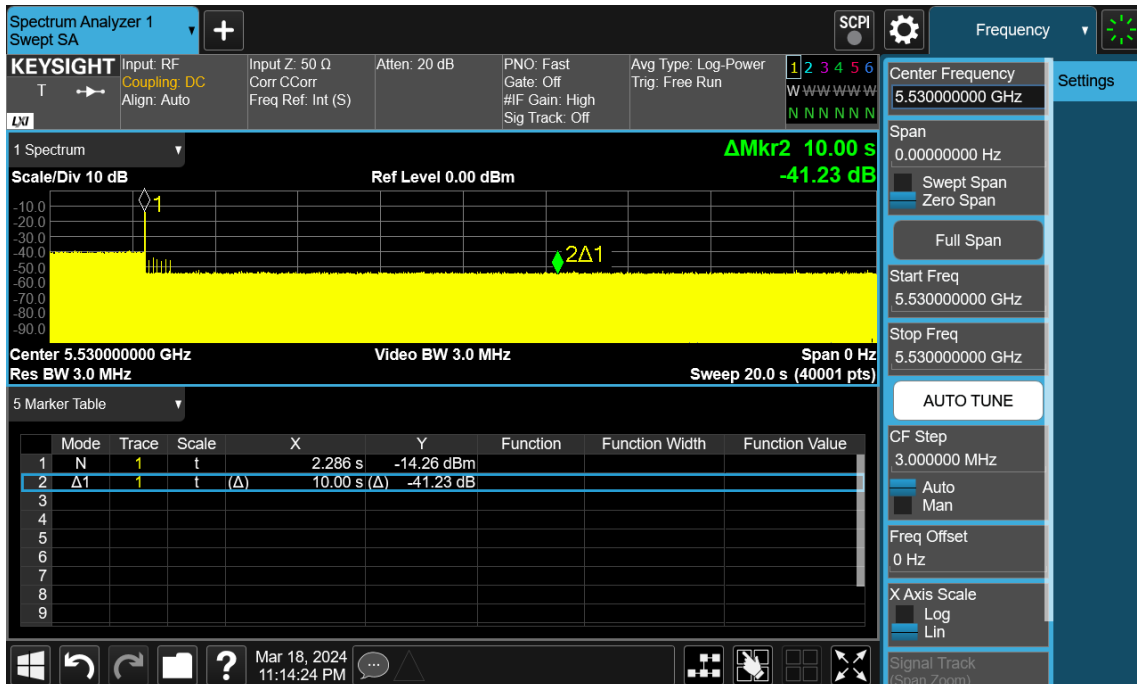 Spectrum Analyzer 1
Swept SA
+
SCPI
Frequency
KEYSIGHT
T
LXI
Input: RF
Coupling: DC
Align: Auto
Input Z: 50 Ω
Corr CCorr
Freq Ref: Int (S)
Atten: 20 dB
PNO: Fast
Gate: Off
#IF Gain: High
Sig Track: Off
Avg Type: Log-Power
Trig: Free Run
1 2 3 4 5 6
W W W W W W
N N N N N N
1 Spectrum
ΔMkr2 10.00 s
-41.23 dB
Scale/Div 10 dB
Ref Level 0.00 dBm
1
2Δ1
-10.0
-20.0
-30.0
-40.0
-50.0
-60.0
-70.0
-80.0
-90.0
Center 5.530000000 GHz
Video BW 3.0 MHz
Span 0 Hz
Res BW 3.0 MHz
Sweep 20.0 s (40001 pts)
5 Marker Table
Mode Trace Scale X Y Function Function Width Function Value
1 N 1 t 2.286 s -14.26 dBm
2 Δ1 1 t (Δ) 10.00 s (Δ) -41.23 dB
3
4
5
6
7
8
9
?
Mar 18, 2024
11:14:24 PM
Center Frequency
5.530000000 GHz
Settings
Span
0.00000000 Hz
Swept Span
Zero Span
Full Span
Start Freq
5.530000000 GHz
Stop Freq
5.530000000 GHz
AUTO TUNE
CF Step
3.000000 MHz
Auto
Man
Freq Offset
0 Hz
X Axis Scale
Log
Lin
Signal Track
(Span Zoom)